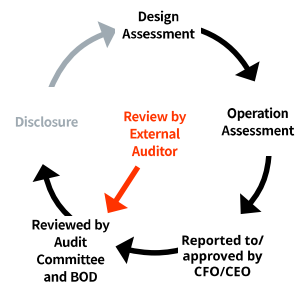 Design
Assessment
Operation
Assessment
Reported to/
approved by
CFO/CEO
Reviewed by
Audit
Committee
and BOD
Disclosure
Review by
External
Auditor